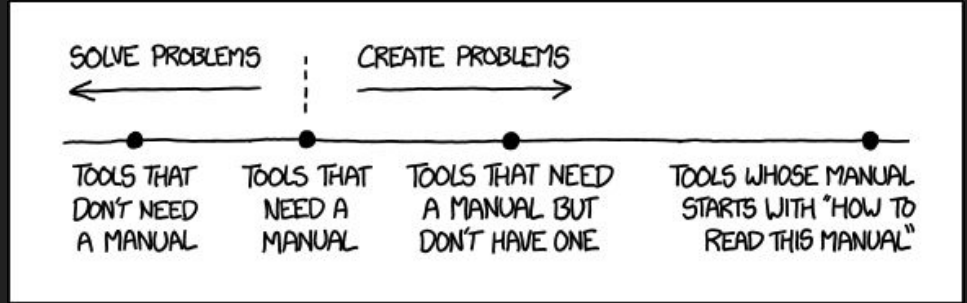 SOLVE PROBLEMS
CREATE PROBLEMS
TOOLS THAT
DON'T NEED
A MANUAL
TOOLS THAT
NEED A
MANUAL
TOOLS THAT NEED
A MANUAL BUT
DON'T HAVE ONE
TOOLS WHOSE MANUAL
STARTS WITH "HOW TO
READ THIS MANUAL"